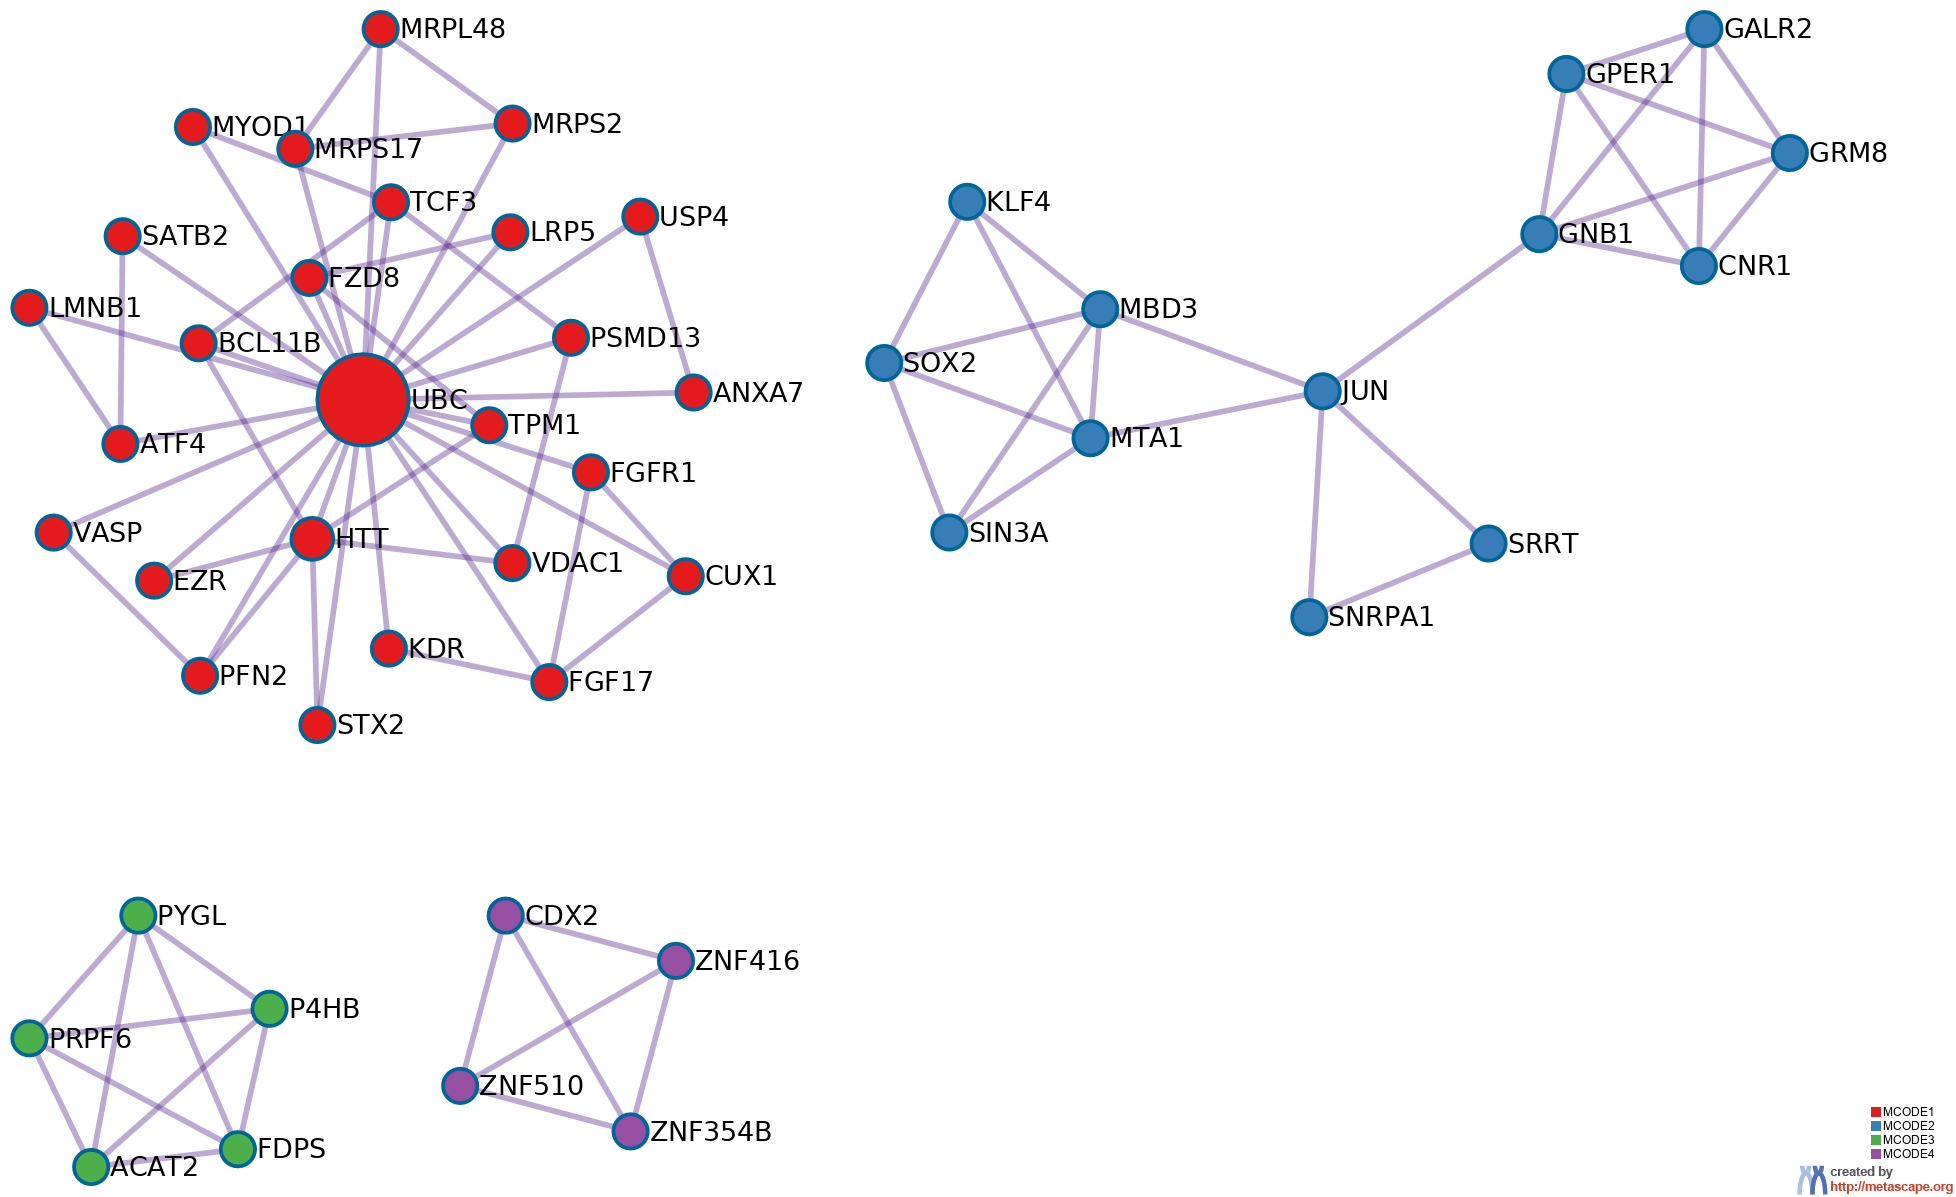 MRPL48
GALR2
GPER1
MYOD1
MRPS2
MRPS17
GRM8
TCF3
KLF4
USP4
SATB2
LRP5
GNB1
CNR1
FZD8
LMNB1
MBD3
PSMD13
BCL11B
SOX2
ANXA7
JUN
UBC
TPM1
MTA1
ATF4
FGFR1
VASP
SIN3A
HTT
SRRT
VDAC1
CUX1
EZR
SNRPA1
KDR
PFN2
FGF17
STX2
PYGL
CDX2
ZNF416
P4HB
PRPF6
ZNF510
ZNF354B
FDPS
ACAT2
MCODE1
MCODE2
MCODE3
MCODE4
created by
http://metascape.org